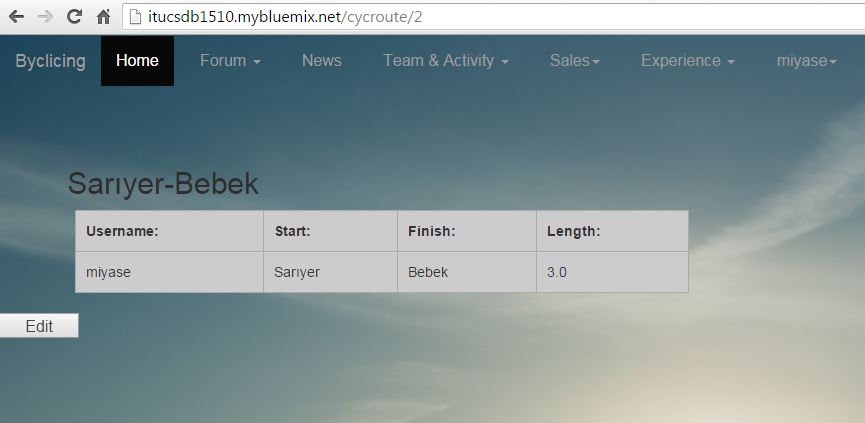 itucsdb1510.mybluemix.net/cycroute/2
Byclicing Home Forum News Team & Activity Sales Experience miyase
Sarıyer-Bebek
Username: Start: Finish: Length:
miyase Sarıyer Bebek 3.0
Edit